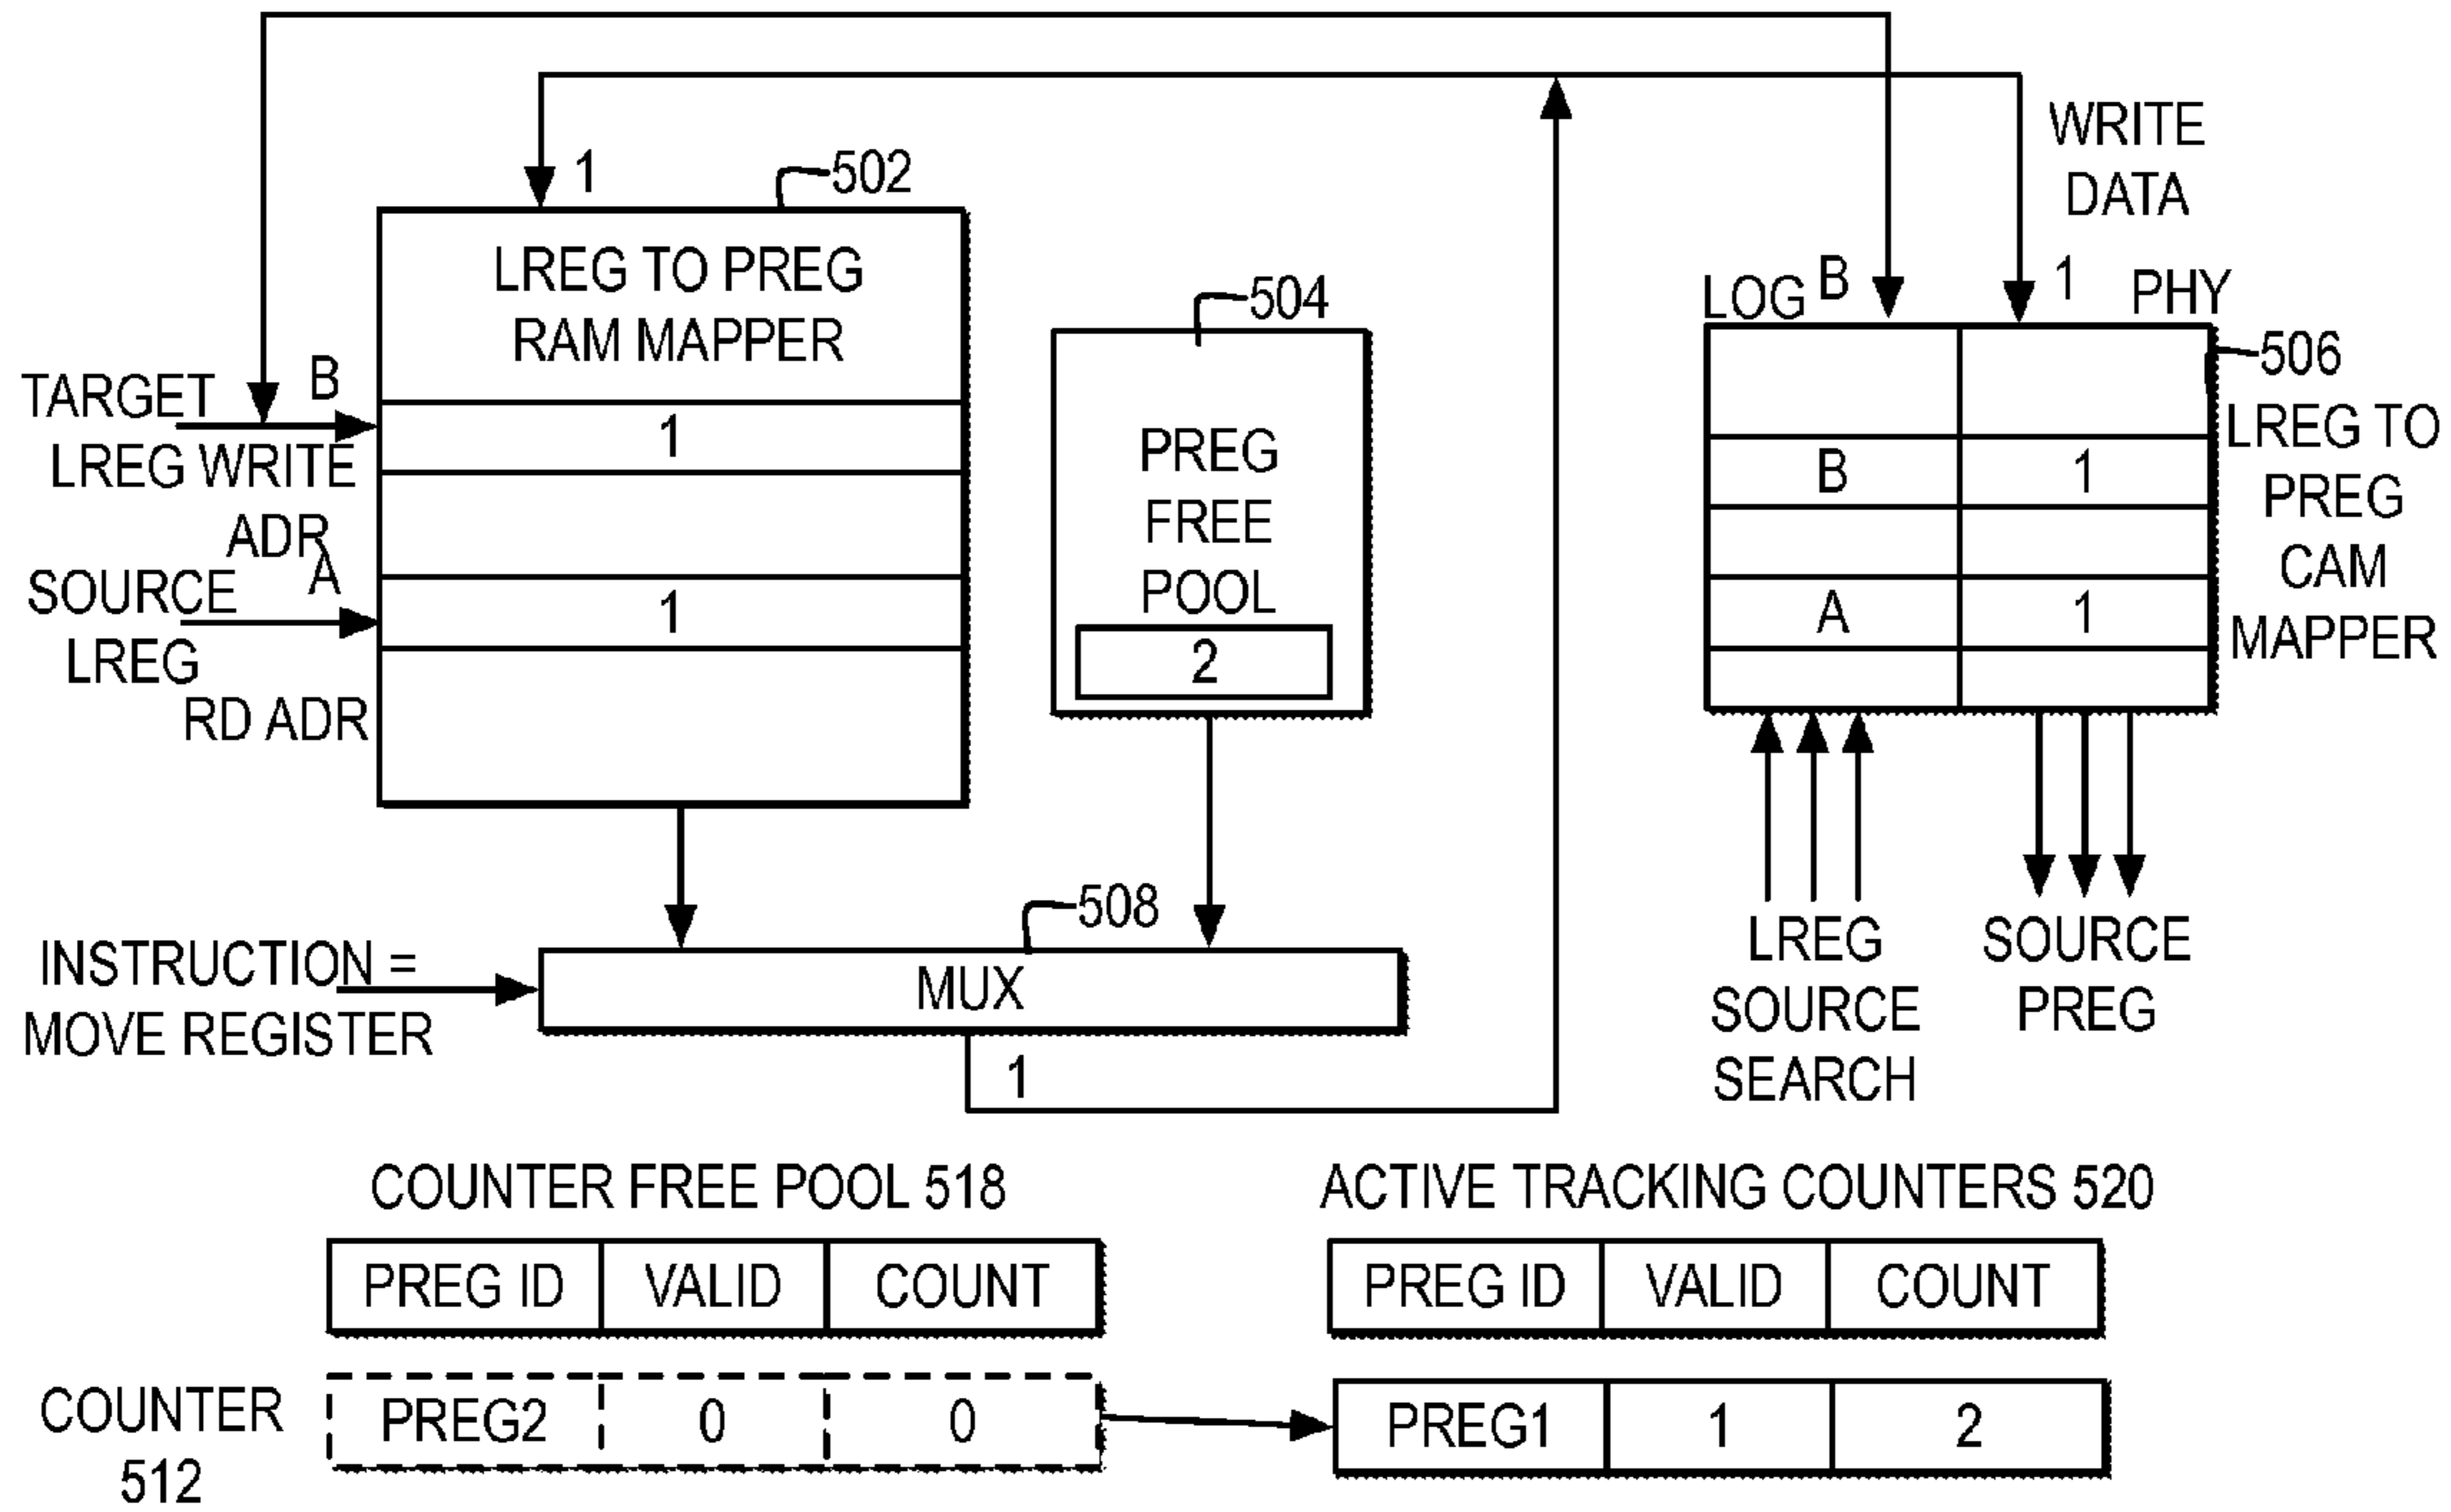 1
502
WRITE
DATA
LREG TO PREG
RAM MAPPER
504
LOG B
1 PHY
506
TARGET B
LREG WRITE
ADR
1
PREG
FREE
POOL
2
LREG TO
PREG
CAM
MAPPER
B 1
A 1
A
SOURCE
LREG
RD ADR
1
508
INSTRUCTION =
MOVE REGISTER
MUX
1
LREG
SOURCE
SEARCH
SOURCE
PREG
COUNTER FREE POOL 518
PREG ID VALID COUNT
COUNTER
512
PREG2 0 0
ACTIVE TRACKING COUNTERS 520
PREG ID VALID COUNT
PREG1 1 2